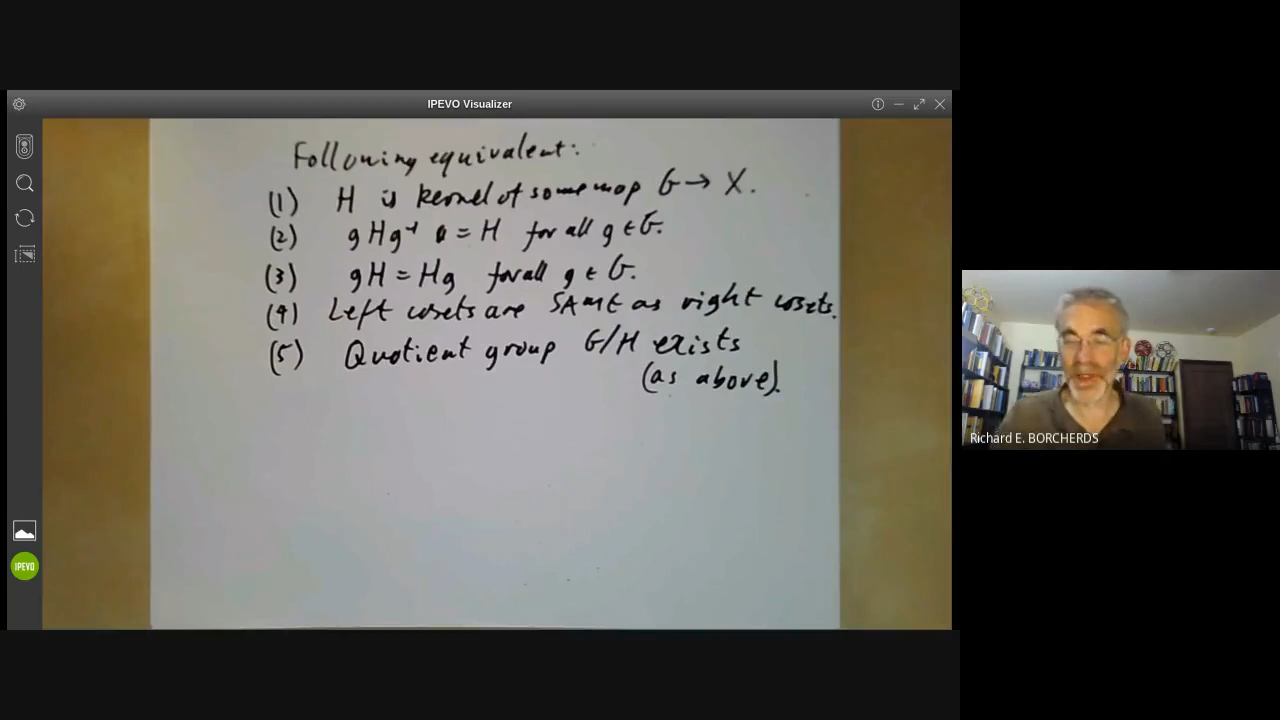 IPEVO Visualizer
Following equivalent:
(1) H is kernel of some map G → X.
(2) gHg⁻¹ = H for all g ∈ G.
(3) gH = Hg for all g ∈ G.
(4) Left cosets are SAME as right cosets.
(5) Quotient group G/H exists
(as above).
Richard E. BORCHERDS
IPEVO